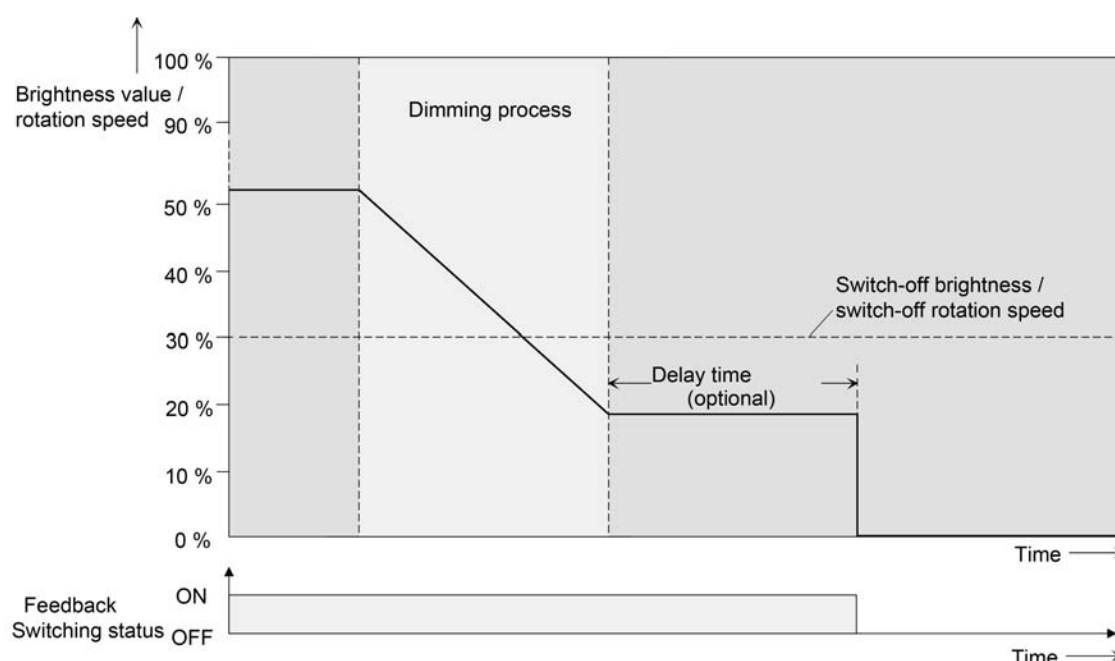 100 %
Brightness value /
rotation speed
90 %
Dimming process
50 %
40 %
Switch-off brightness /
switch-off rotation speed
30 %
Delay time
(optional)
20 %
10 %
0 %
Time
Feedback
Switching status
ON
OFF
Time